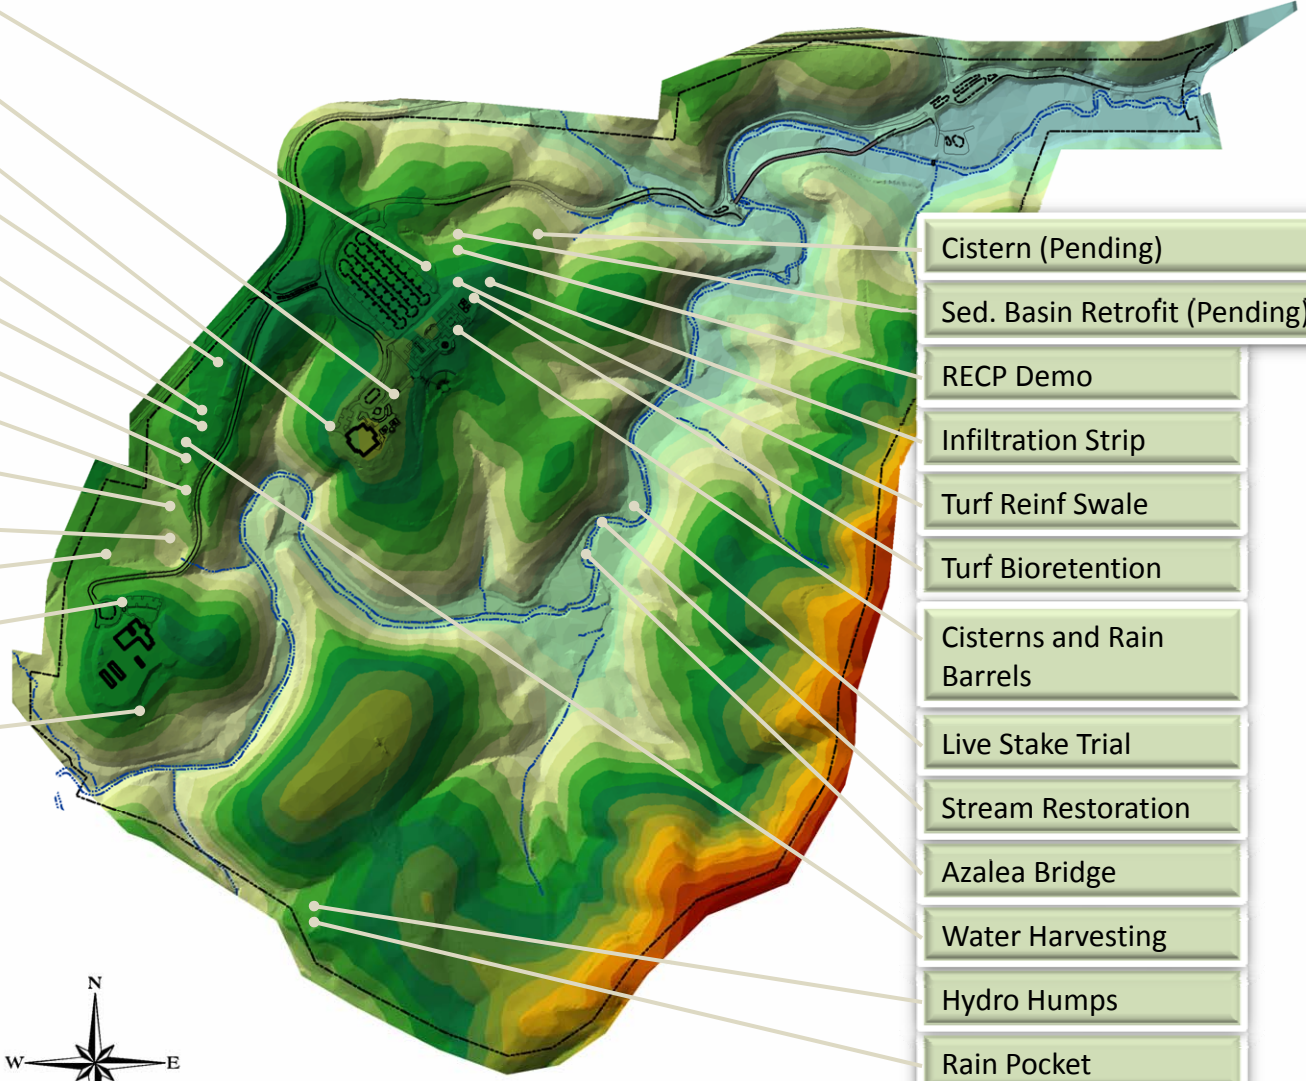 Cistern (Pending)
Sed. Basin Retrofit (Pending)
RECP Demo
Infiltration Strip
Turf Reinf Swale
Turf Bioretention
Cisterns and Rain
Barrels
Live Stake Trial
Stream Restoration
Azalea Bridge
Water Harvesting
Hydro Humps
Rain Pocket
N
W
E